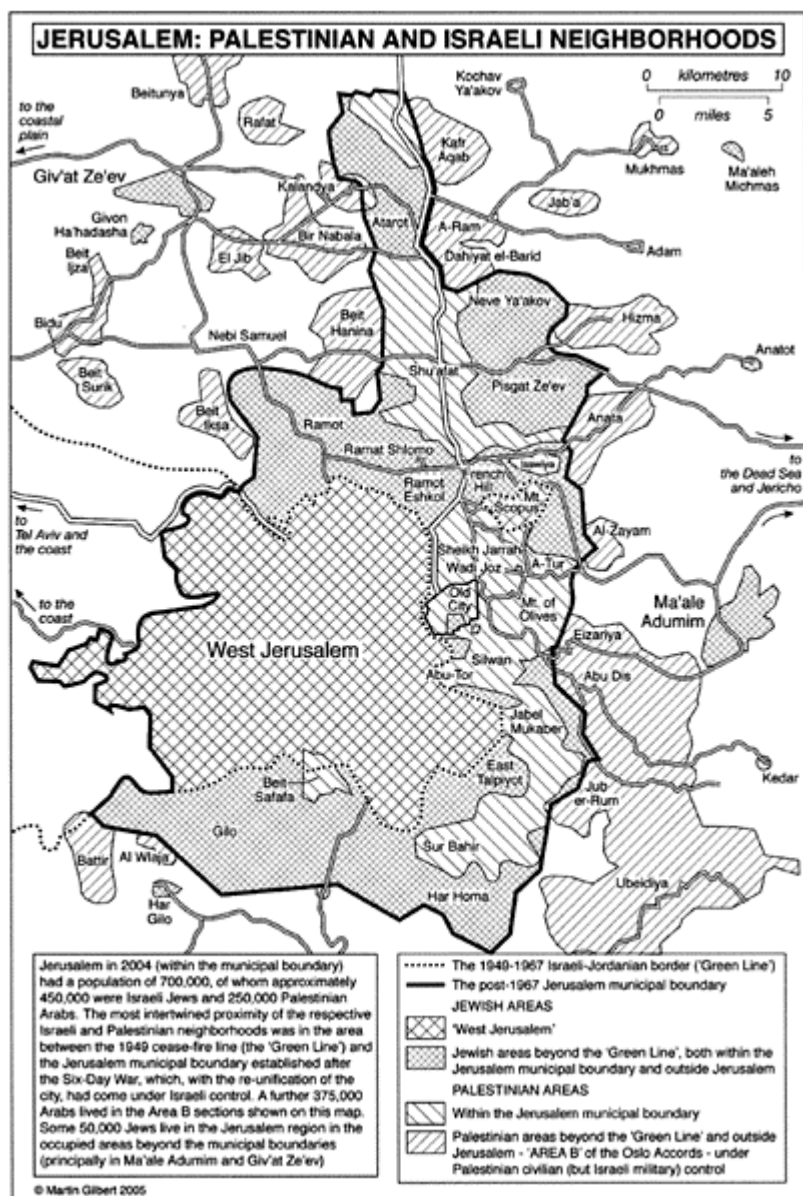 JERUSALEM: PALESTINIAN AND ISRAELI NEIGHBORHOODS
0 kilometres 10
0 miles 5
Beitunya
Kochav
Ya'akov
to the
coastal
plain
Rafat
Kafr
Aqab
Mukhmas
Ma'aleh
Michmas
Giv'at Ze'ev
Kalandya
Jab'a
Givon
Ha'hadasha
Atarot
A-Ram
Beit
Ijza
El Jib
Bir Nabala
Dahiyat el-Barid
Adam
Neve Ya'akov
Bidu
Nebi Samuel
Beit
Hanina
Hizma
Shu'afat
Anatot
Beit
Surik
Pisgat Ze'ev
Beit
Iksa
Ramot
Anata
Ramat Shlomo
to
the Dead Sea
and Jericho
Ramot
Eshkol
French
Hill
Issawiya
Mt.
Scopus
to
Tel Aviv and
the coast
Al-Zayam
Sheikh Jarrah
Wadi Joz
A-Tur
to the
coast
Old
City
Mt. of
Olives
Ma'ale
Adumim
Eizariya
West Jerusalem
Silwan
Abu-Tor
Abu Dis
Jabel
Mukaber
East
Talpiyot
Kedar
Beit
Safafa
Jub
er-Rum
Gilo
Sur Bahir
Battir
Al Wlaja
Ubeidiya
Har
Gilo
Har Homa
Jerusalem in 2004 (within the municipal boundary)
had a population of 700,000, of whom approximately
450,000 were Israeli Jews and 250,000 Palestinian
Arabs. The most intertwined proximity of the respective
Israeli and Palestinian neighborhoods was in the area
between the 1949 cease-fire line (the 'Green Line') and
the Jerusalem municipal boundary established after
the Six-Day War, which, with the re-unification of the
city, had come under Israeli control. A further 375,000
Arabs lived in the Area B sections shown on this map.
Some 50,000 Jews live in the Jerusalem region in the
occupied areas beyond the municipal boundaries
(principally in Ma'ale Adumim and Giv'at Ze'ev)
The 1949-1967 Israeli-Jordanian border ('Green Line')
The post-1967 Jerusalem municipal boundary
JEWISH AREAS
'West Jerusalem'
Jewish areas beyond the 'Green Line', both within the
Jerusalem municipal boundary and outside Jerusalem
PALESTINIAN AREAS
Within the Jerusalem municipal boundary
Palestinian areas beyond the 'Green Line' and outside
Jerusalem - 'AREA B' of the Oslo Accords - under
Palestinian civilian (but Israeli military) control
© Martin Gilbert 2005